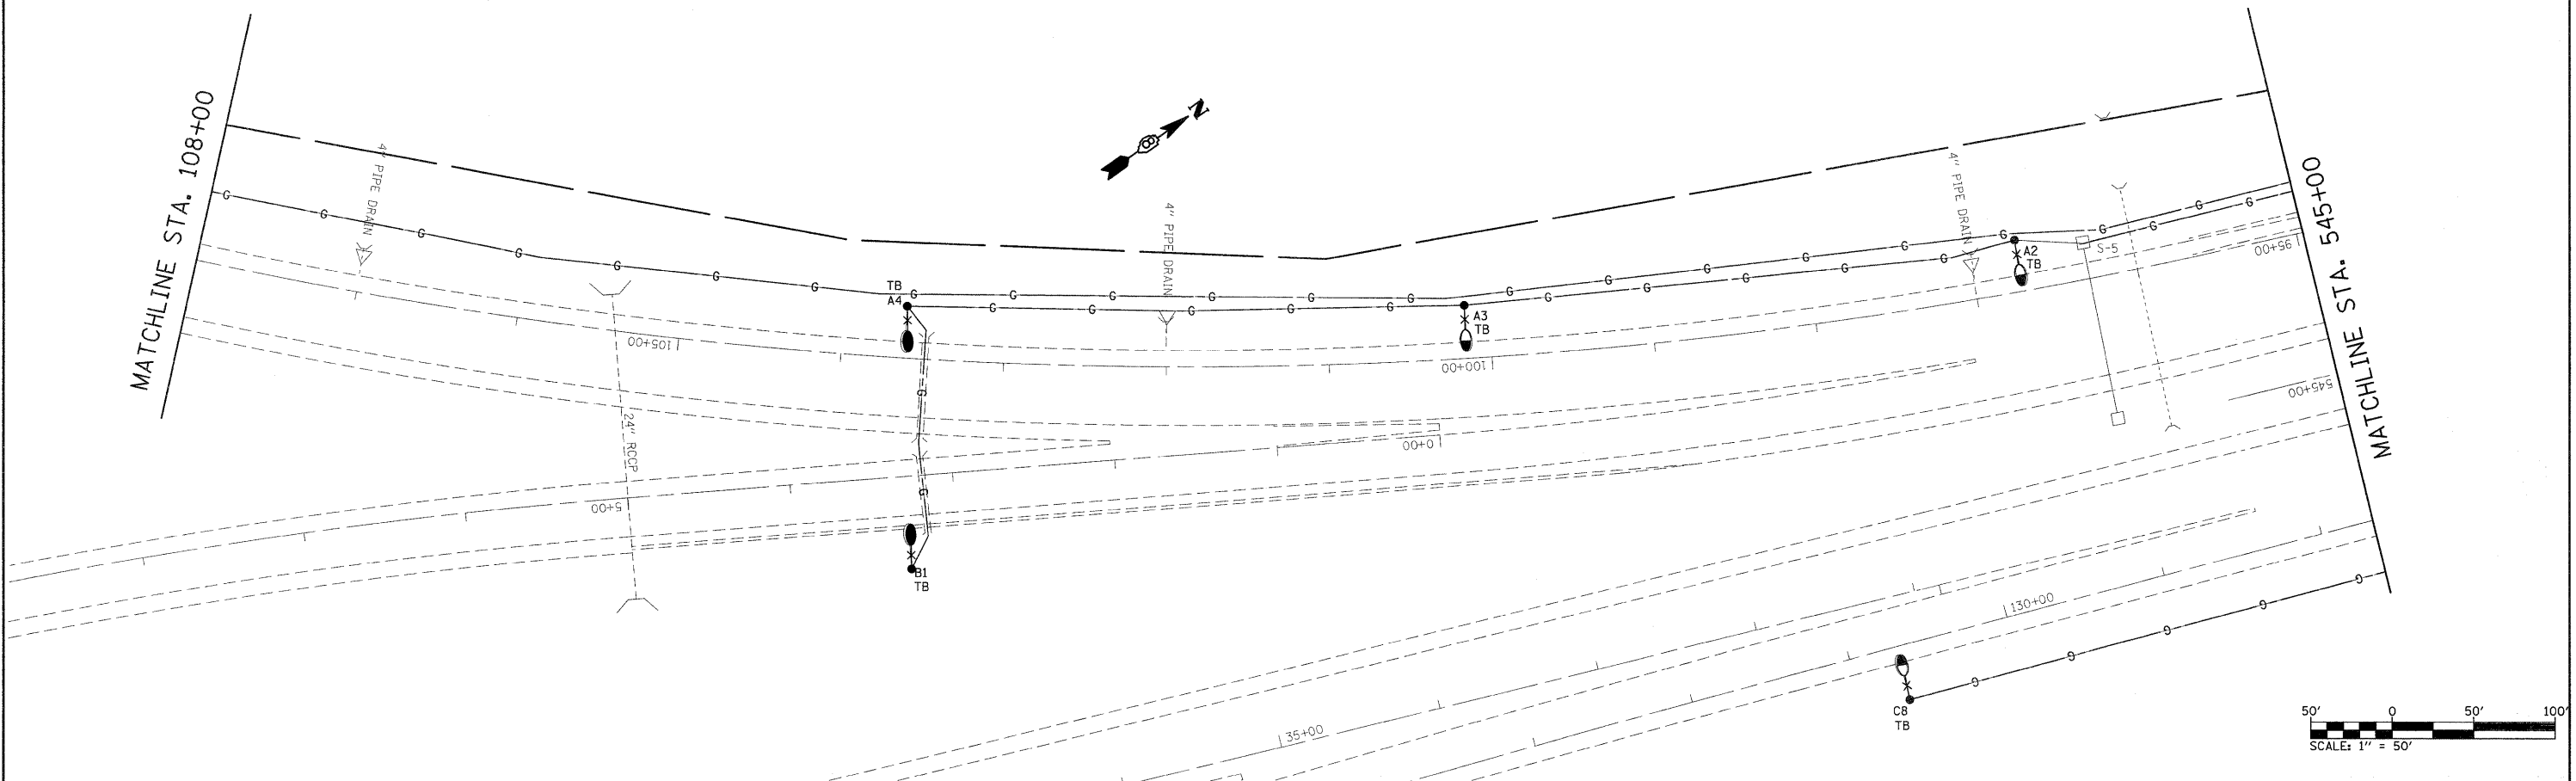 MATCHLINE STA. 108+00
4" PIPE DRAIN
N
4" PIPE DRAIN
4" PIPE DRAIN
MATCHLINE STA. 545+00
G G G G G G G
G G G G G G G G G G G G G G
G G G G G G G G G G G G
TB
A4
A3
TB
A2
TB
S-5
95+00
105+00
100+00
545+00
G
24" RCCP
0+00
5+00
G
B1
TB
130+00
35+00
G G G G G
C8
TB
50' 0 50' 100'
SCALE: 1" = 50'